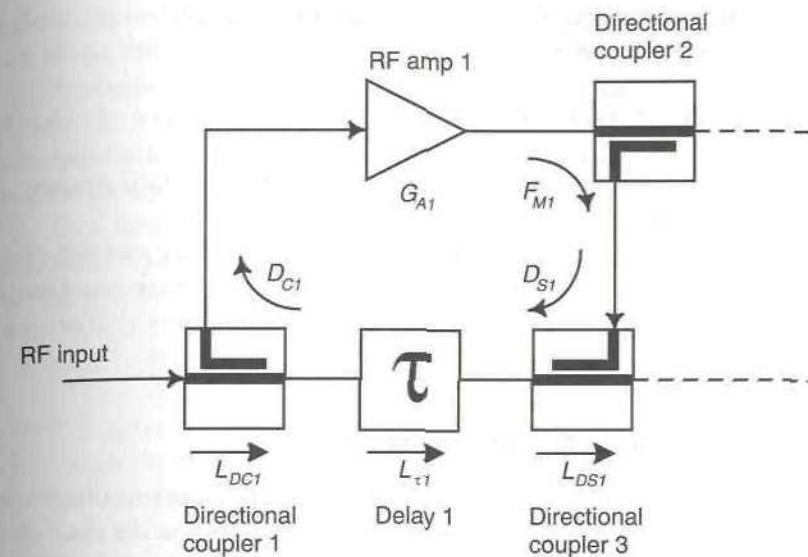 Directional
coupler 2
RF amp 1
G_A1
F_M1
D_C1
D_S1
RF input
τ
L_DC1
L_τ1
L_DS1
Directional
coupler 1
Delay 1
Directional
coupler 3